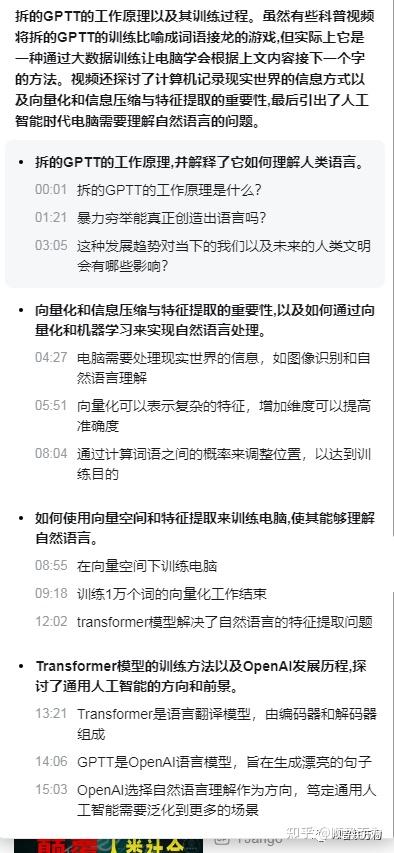 拆的GPTT的工作原理以及其训练过程。虽然有些科普视频
将拆的GPTT的训练比喻成词语接龙的游戏,但实际上它是
一种通过大数据训练让电脑学会根据上文内容接下一个字
的方法。视频还探讨了计算机记录现实世界的信息方式以
及向量化和信息压缩与特征提取的重要性,最后引出了人工
智能时代电脑需要理解自然语言的问题。
• 拆的GPTT的工作原理,并解释了它如何理解人类语言。
00:01 拆的GPTT的工作原理是什么?
01:21 暴力穷举能真正创造出语言吗?
03:05 这种发展趋势对当下的我们以及未来的人类文明
会有哪些影响?
• 向量化和信息压缩与特征提取的重要性,以及如何通过向
量化和机器学习来实现自然语言处理。
04:27 电脑需要处理现实世界的信息，如图像识别和自
然语言理解
05:51 向量化可以表示复杂的特征，增加维度可以提高
准确度
08:04 通过计算词语之间的概率来调整位置，以达到训
练目的
• 如何使用向量空间和特征提取来训练电脑,使其能够理解
自然语言。
08:55 在向量空间下训练电脑
09:18 训练1万个词的向量化工作结束
12:02 transformer模型解决了自然语言的特征提取问题
• Transformer模型的训练方法以及OpenAI发展历程,探
讨了通用人工智能的方向和前景。
13:21 Transformer是语言翻译模型，由编码器和解码器
组成
14:06 GPTT是OpenAI语言模型，旨在生成漂亮的句子
15:03 OpenAI选择自然语言理解作为方向，笃定通用人
工智能需要泛化到更多的场景
知乎